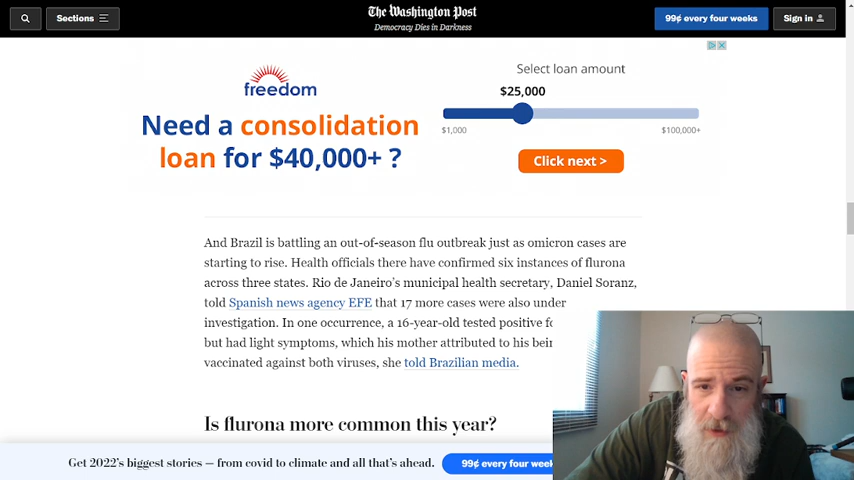 Sections
The Washington Post
Democracy Dies in Darkness
99¢ every four weeks
Sign in
freedom
Need a consolidation
loan for $40,000+ ?
Select loan amount
$25,000
$1,000 $100,000+
Click next >
And Brazil is battling an out-of-season flu outbreak just as omicron cases are
starting to rise. Health officials there have confirmed six instances of flurona
across three states. Rio de Janeiro's municipal health secretary, Daniel Soranz,
told Spanish news agency EFE that 17 more cases were also under
investigation. In one occurrence, a 16-year-old tested positive
but had light symptoms, which his mother attributed to his
vaccinated against both viruses, she told Brazilian media.
Is flurona more common this year?
Get 2022's biggest stories — from covid to climate and all that's ahead.
99¢ every four